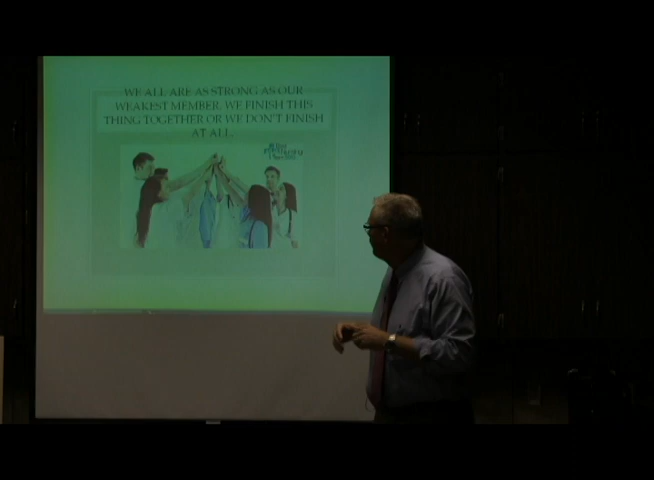 WE ALL ARE AS STRONG AS OUR
WEAKEST MEMBER. WE FINISH THIS
THING TOGETHER OR WE DON'T FINISH
AT ALL.